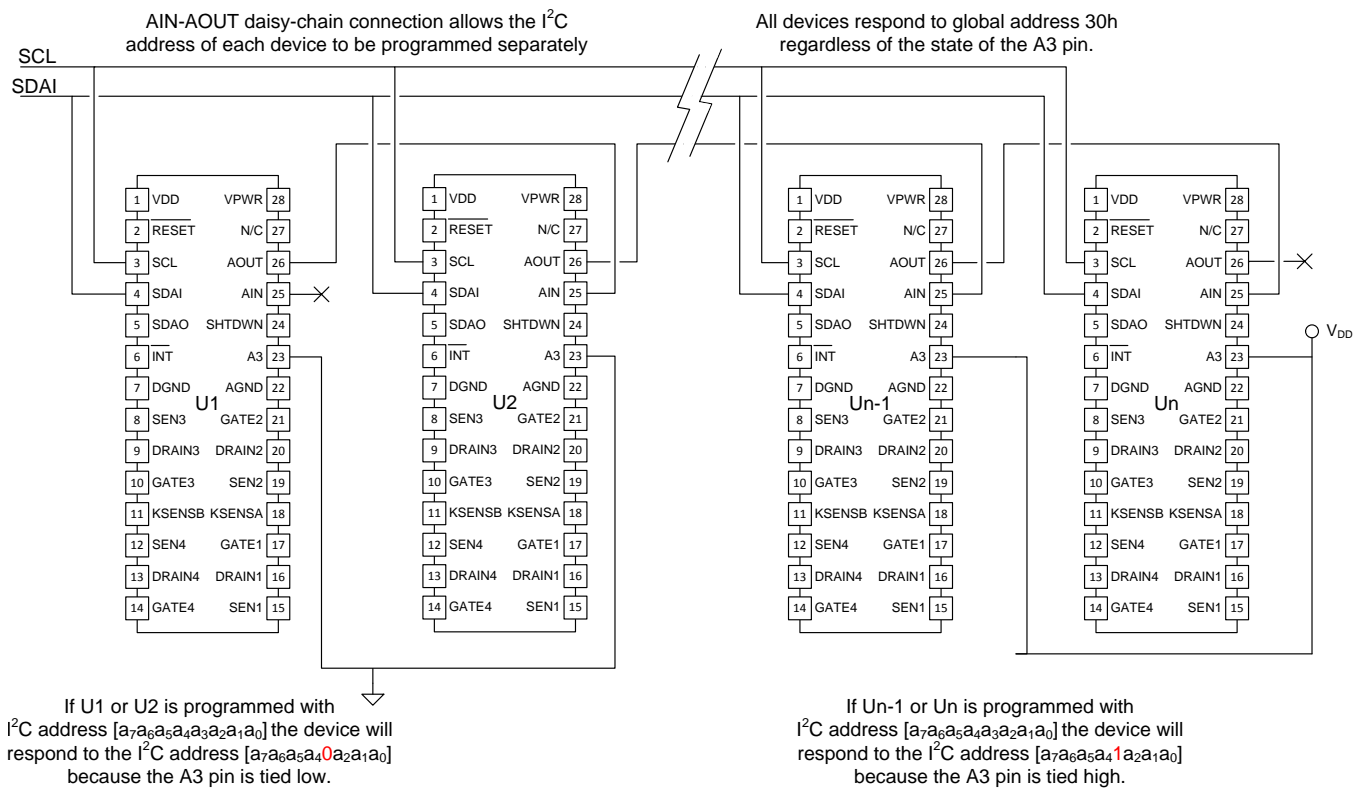 AIN-AOUT daisy-chain connection allows the I²C
address of each device to be programmed separately
All devices respond to global address 30h
regardless of the state of the A3 pin.
SCL
SDAI
1 VDD VPWR 28
2 RESET N/C 27
3 SCL AOUT 26
4 SDAI AIN 25
5 SDAO SHTDWN 24
6 INT A3 23
7 DGND AGND 22
U1
8 SEN3 GATE2 21
9 DRAIN3 DRAIN2 20
10 GATE3 SEN2 19
11 KSENSB KSENSA 18
12 SEN4 GATE1 17
13 DRAIN4 DRAIN1 16
14 GATE4 SEN1 15
1 VDD VPWR 28
2 RESET N/C 27
3 SCL AOUT 26
4 SDAI AIN 25
5 SDAO SHTDWN 24
6 INT A3 23
7 DGND AGND 22
U2
8 SEN3 GATE2 21
9 DRAIN3 DRAIN2 20
10 GATE3 SEN2 19
11 KSENSB KSENSA 18
12 SEN4 GATE1 17
13 DRAIN4 DRAIN1 16
14 GATE4 SEN1 15
1 VDD VPWR 28
2 RESET N/C 27
3 SCL AOUT 26
4 SDAI AIN 25
5 SDAO SHTDWN 24
6 INT A3 23
7 DGND AGND 22
Un-1
8 SEN3 GATE2 21
9 DRAIN3 DRAIN2 20
10 GATE3 SEN2 19
11 KSENSB KSENSA 18
12 SEN4 GATE1 17
13 DRAIN4 DRAIN1 16
14 GATE4 SEN1 15
1 VDD VPWR 28
2 RESET N/C 27
3 SCL AOUT 26
4 SDAI AIN 25
5 SDAO SHTDWN 24
6 INT A3 23
7 DGND AGND 22
Un
8 SEN3 GATE2 21
9 DRAIN3 DRAIN2 20
10 GATE3 SEN2 19
11 KSENSB KSENSA 18
12 SEN4 GATE1 17
13 DRAIN4 DRAIN1 16
14 GATE4 SEN1 15
V_DD
If U1 or U2 is programmed with
I²C address [a₇a₆a₅a₄a₃a₂a₁a₀] the device will
respond to the I²C address [a₇a₆a₅a₄0a₂a₁a₀]
because the A3 pin is tied low.
If Un-1 or Un is programmed with
I²C address [a₇a₆a₅a₄a₃a₂a₁a₀] the device will
respond to the I²C address [a₇a₆a₅a₄1a₂a₁a₀]
because the A3 pin is tied high.